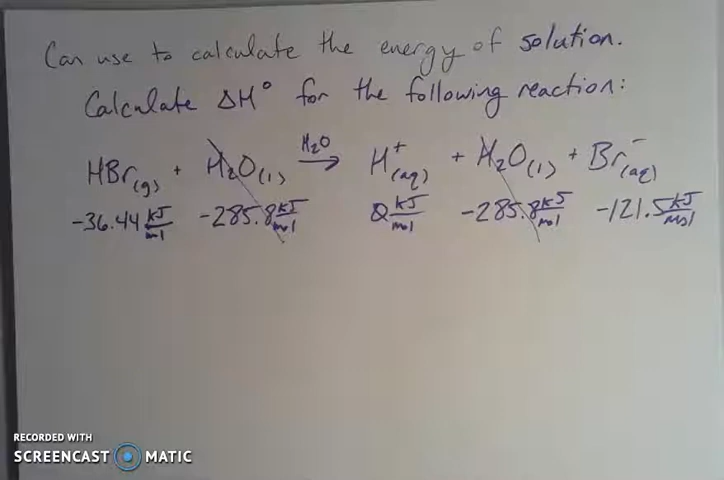 Can use to calculate the energy of solution.
Calculate ΔH° for the following reaction:
HBr(g) + H₂O(l) H₂O→ H⁺(aq) + H₂O(l) + Br⁻(aq)
-36.44 kJ/mol -285.8 kJ/mol 0 kJ/mol -285.8 kJ/mol -121.5 kJ/mol
RECORDED WITH
SCREENCAST MATIC